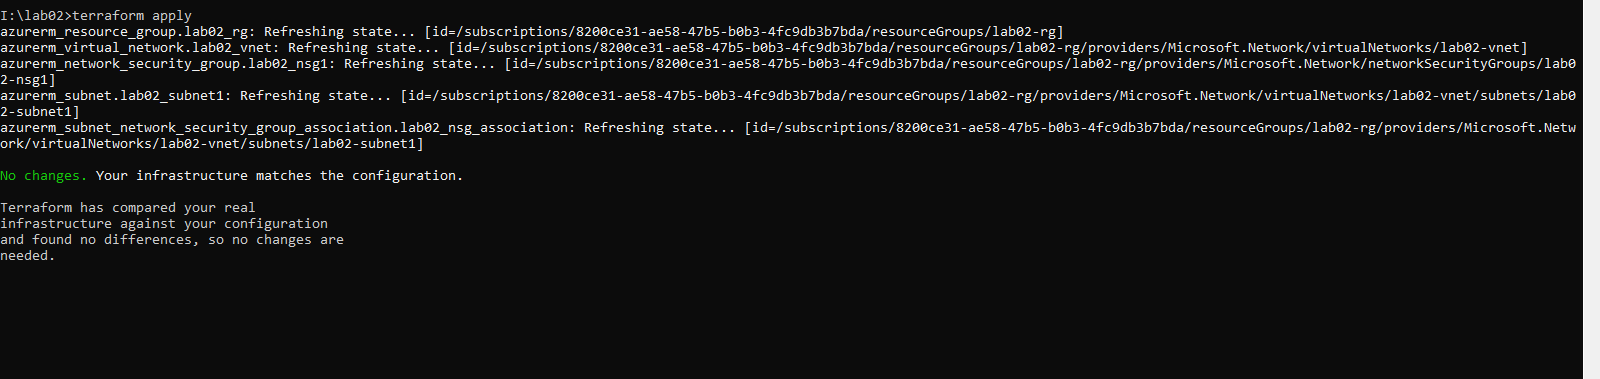 I:\lab02>terraform apply
azurerm_resource_group.lab02_rg: Refreshing state... [id=/subscriptions/8200ce31-ae58-47b5-b0b3-4fc9db3b7bda/resourceGroups/lab02-rg]
azurerm_virtual_network.lab02_vnet: Refreshing state... [id=/subscriptions/8200ce31-ae58-47b5-b0b3-4fc9db3b7bda/resourceGroups/lab02-rg/providers/Microsoft.Network/virtualNetworks/lab02-vnet]
azurerm_network_security_group.lab02_nsg1: Refreshing state... [id=/subscriptions/8200ce31-ae58-47b5-b0b3-4fc9db3b7bda/resourceGroups/lab02-rg/providers/Microsoft.Network/networkSecurityGroups/lab0
2-nsg1]
azurerm_subnet.lab02_subnet1: Refreshing state... [id=/subscriptions/8200ce31-ae58-47b5-b0b3-4fc9db3b7bda/resourceGroups/lab02-rg/providers/Microsoft.Network/virtualNetworks/lab02-vnet/subnets/lab0
2-subnet1]
azurerm_subnet_network_security_group_association.lab02_nsg_association: Refreshing state... [id=/subscriptions/8200ce31-ae58-47b5-b0b3-4fc9db3b7bda/resourceGroups/lab02-rg/providers/Microsoft.Netw
ork/virtualNetworks/lab02-vnet/subnets/lab02-subnet1]
No changes. Your infrastructure matches the configuration.
Terraform has compared your real
infrastructure against your configuration
and found no differences, so no changes are
needed.